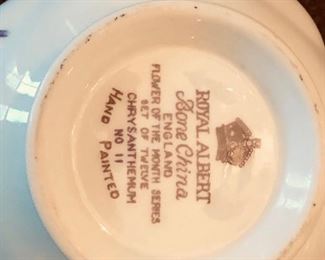 ROYAL ALBERT
Bone China
ENGLAND
FLOWER OF THE MONTH SERIES
SET OF TWELVE
CHRYSANTHEMUM
NO 11
HAND PAINTED